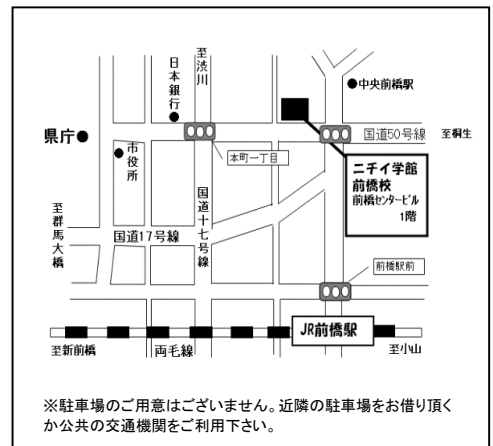 至渋川
日本銀行
中央前橋駅
県庁
国道50号線
至桐生
市役所
本町一丁目
ニチイ学館
前橋校
前橋センタービル
1階
至群馬大橋
国道17号線
国道十七号線
前橋駅前
JR前橋駅
至新前橋
両毛線
至小山
※駐車場のご用意はございません。近隣の駐車場をお借り頂く
か公共の交通機関をご利用下さい。